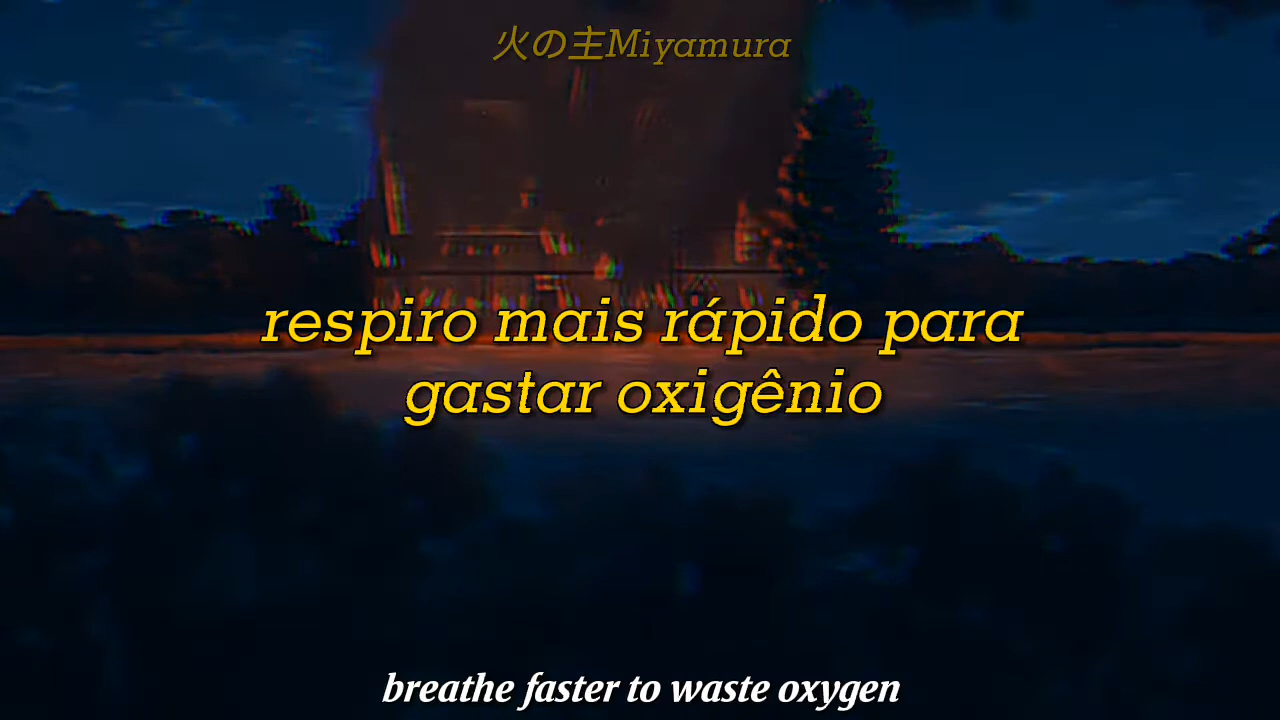 火の主Miyamura
respiro mais rápido para
gastar oxigênio
breathe faster to waste oxygen